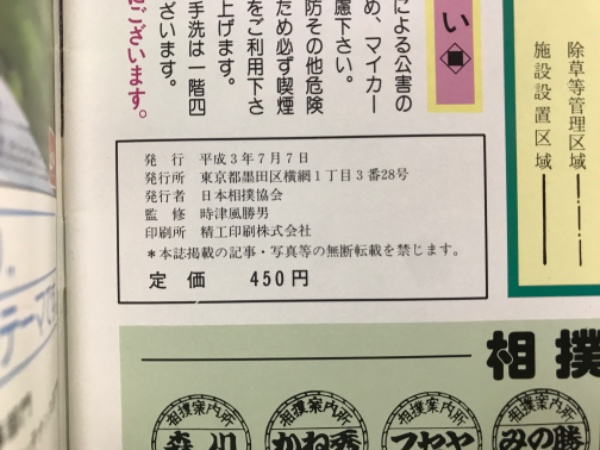 い
による公害の
め、マイカー
慮下さい。
防その他危険
ため必ず喫煙
をご利用下さ
上げます。
手洗は一階四
ざいます。
ございます。
除草等管理区域
施設設置区域
発行 平成3年7月7日
発行所 東京都墨田区横網1丁目3番28号
発行者 日本相撲協会
監修 時津風勝男
印刷所 精工印刷株式会社
*本誌掲載の記事・写真等の無断転載を禁じます。
定価 450円
相撲
相撲案内所
森川
相撲案内所
かね秀
相撲案内所
フセヤ
相撲案内所
みの勝